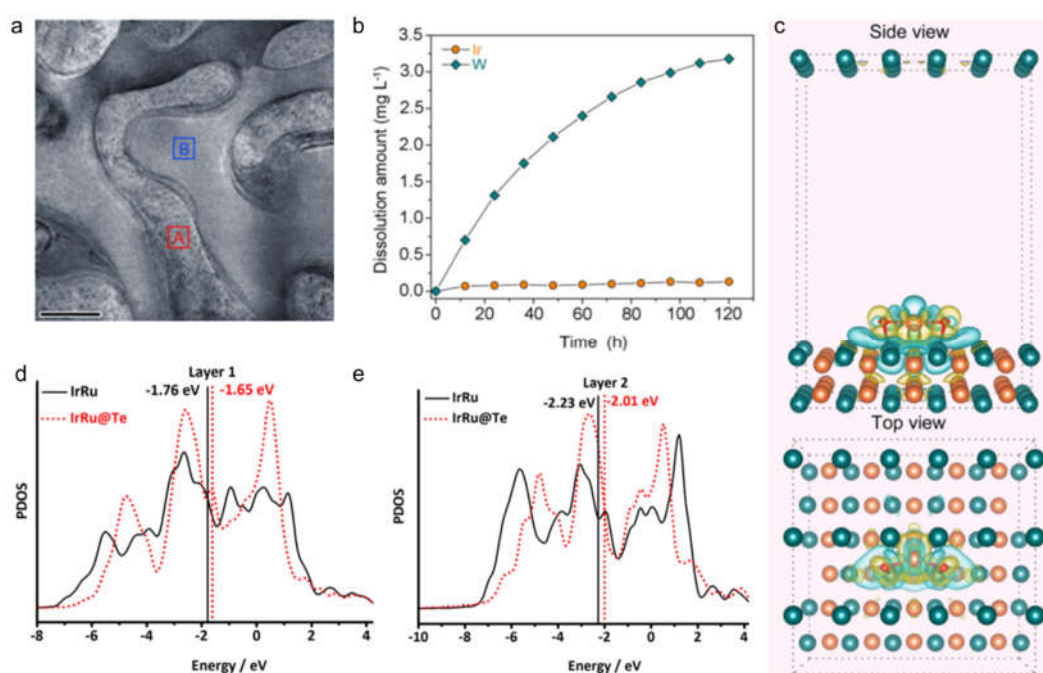 a
B
A
b
Ir
W
Dissolution amount (mg L⁻¹)
3.5
3.0
2.5
2.0
1.5
1.0
0.5
0.0
0 20 40 60 80 100 120
Time (h)
c
Side view
Top view
d
Layer 1
IrRu
IrRu@Te
-1.76 eV
-1.65 eV
PDOS
-8 -6 -4 -2 0 2 4
Energy / eV
e
Layer 2
IrRu
IrRu@Te
-2.23 eV
-2.01 eV
PDOS
-10 -8 -6 -4 -2 0 2 4
Energy / eV